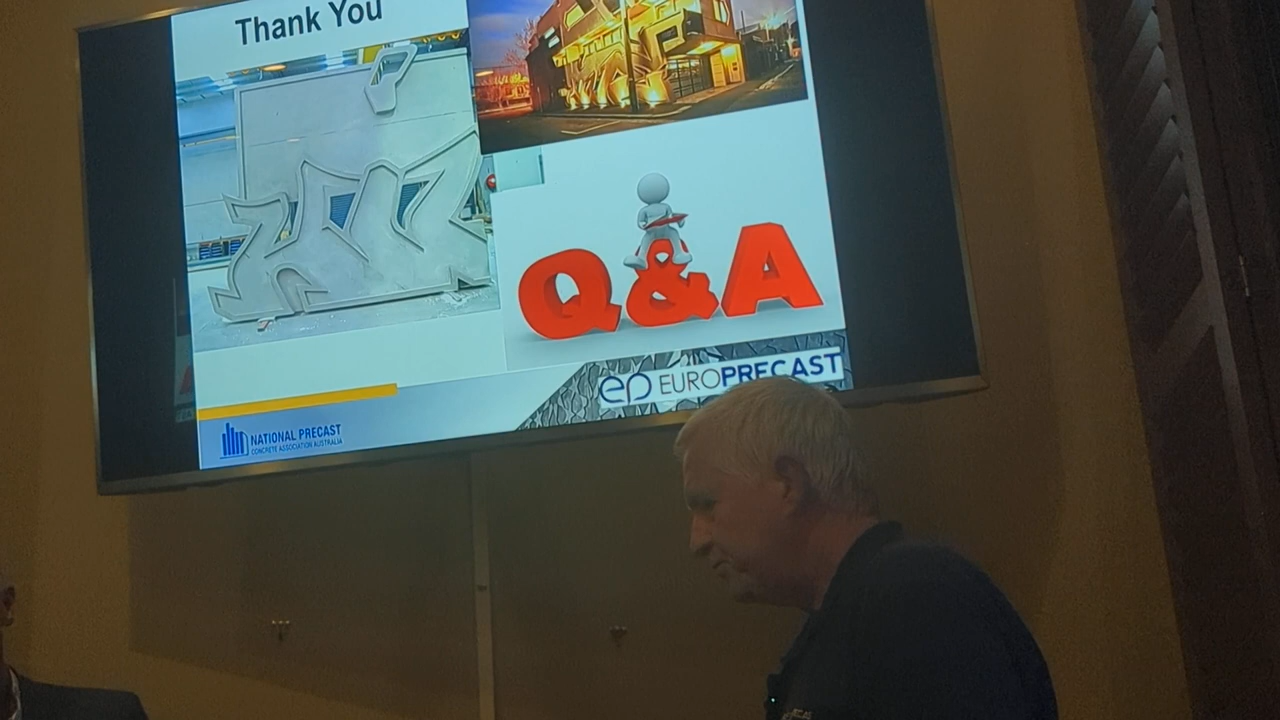 Thank You
Q&A
EUROPRECAST
NATIONAL PRECAST
CONCRETE ASSOCIATION AUSTRALIA